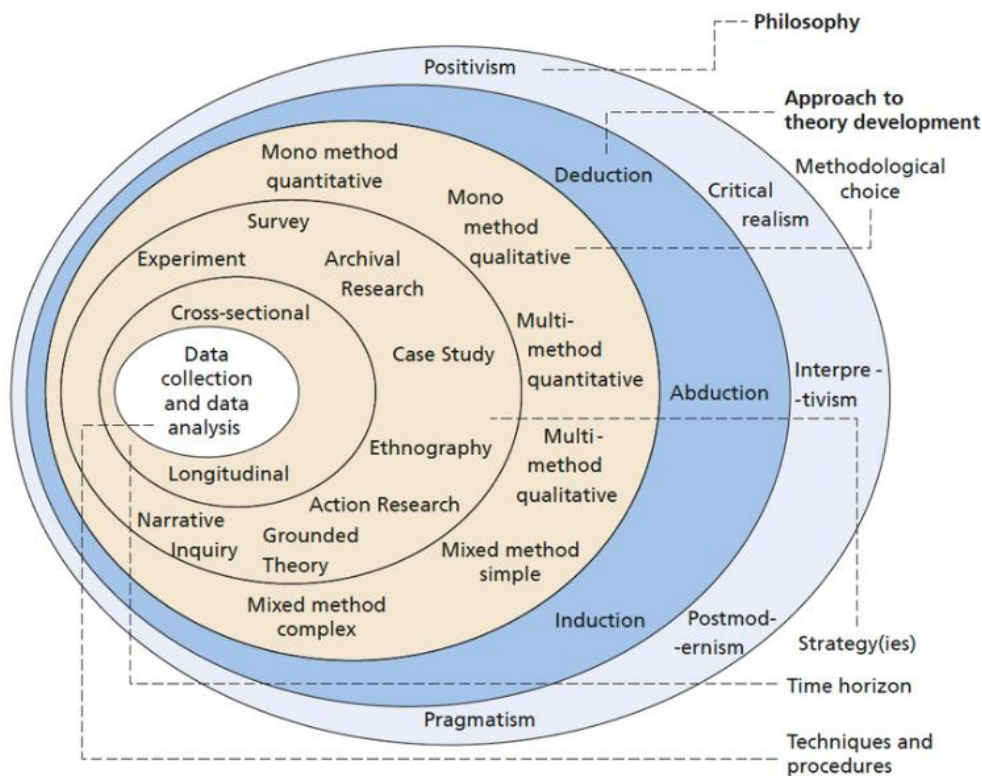 Philosophy
Positivism
Approach to
theory development
Mono method
quantitative
Deduction
Methodological
choice
Mono
method
qualitative
Critical
realism
Survey
Experiment
Archival
Research
Cross-sectional
Multi-
method
quantitative
Data
collection
and data
analysis
Case Study
Abduction
Interpre -
-tivism
Ethnography
Multi-
method
qualitative
Longitudinal
Action Research
Narrative
Inquiry
Grounded
Theory
Mixed method
simple
Mixed method
complex
Induction
Postmod-
-ernism
Strategy(ies)
Time horizon
Pragmatism
Techniques and
procedures